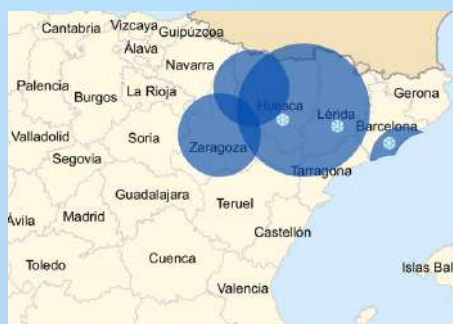 Cantabria
Vizcaya
Guipúzcoa
Álava
Navarra
Palencia
Burgos
La Rioja
Huesca
Lérida
Gerona
Barcelona
Valladolid
Soria
Zaragoza
Segovia
Tarragona
Guadalajara
Teruel
Ávila
Madrid
Castellón
Toledo
Cuenca
Islas Bal
Valencia